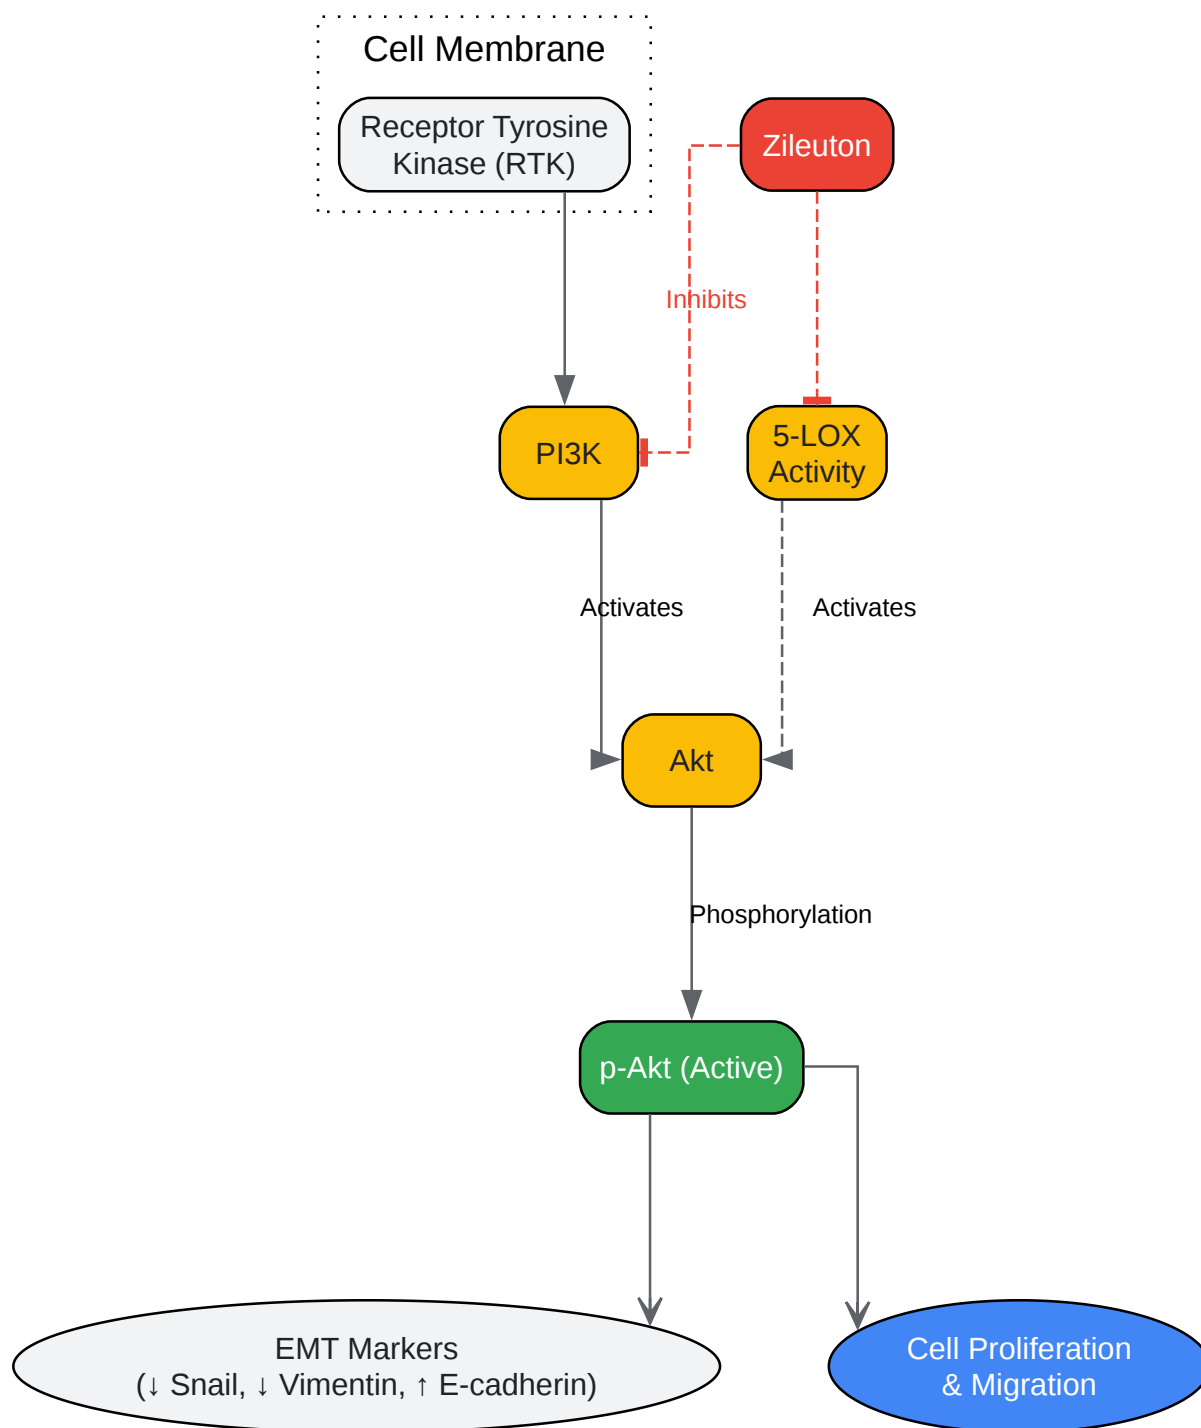 Cell Membrane
Receptor Tyrosine
Kinase (RTK)
Zileuton
Inhibits
PI3K
5-LOX
Activity
Activates
Activates
Akt
Phosphorylation
p-Akt (Active)
EMT Markers
(↓ Snail, ↓ Vimentin, ↑ E-cadherin)
Cell Proliferation
& Migration